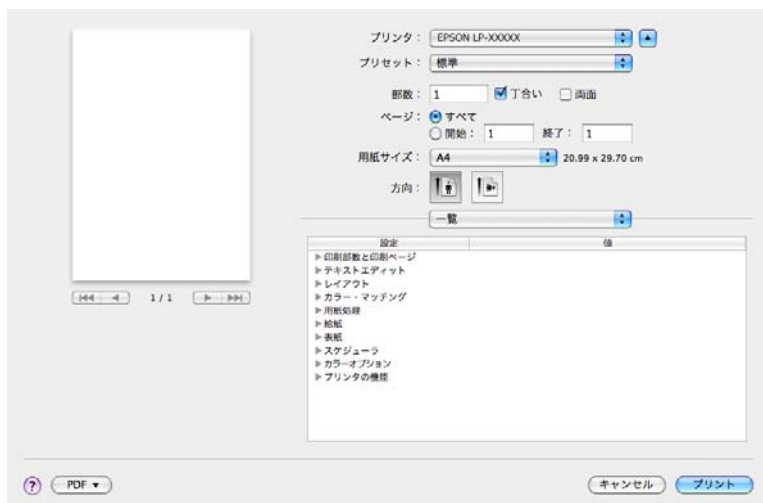 プリンタ： EPSON LP-XXXXX
プリセット： 標準
部数： 1 丁合い 両面
ページ： すべて
開始： 1 終了： 1
用紙サイズ： A4 20.99 x 29.70 cm
方向：
一覧
設定 値
印刷部数と印刷ページ
テキストエディット
レイアウト
カラー・マッチング
用紙処理
給紙
表紙
スケジューラ
カラーオプション
プリンタの機能
1 / 1
? PDF キャンセル プリント